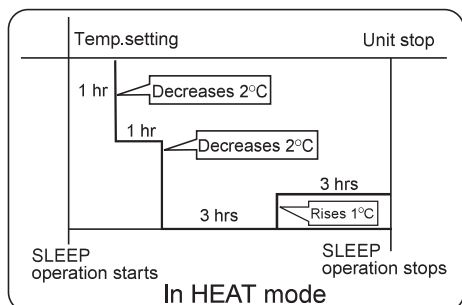 Temp.setting Unit stop
1 hr Decreases 2°C
1 hr
Decreases 2°C
3 hrs
3 hrs Rises 1°C
SLEEP
operation starts
SLEEP
operation stops
In HEAT mode